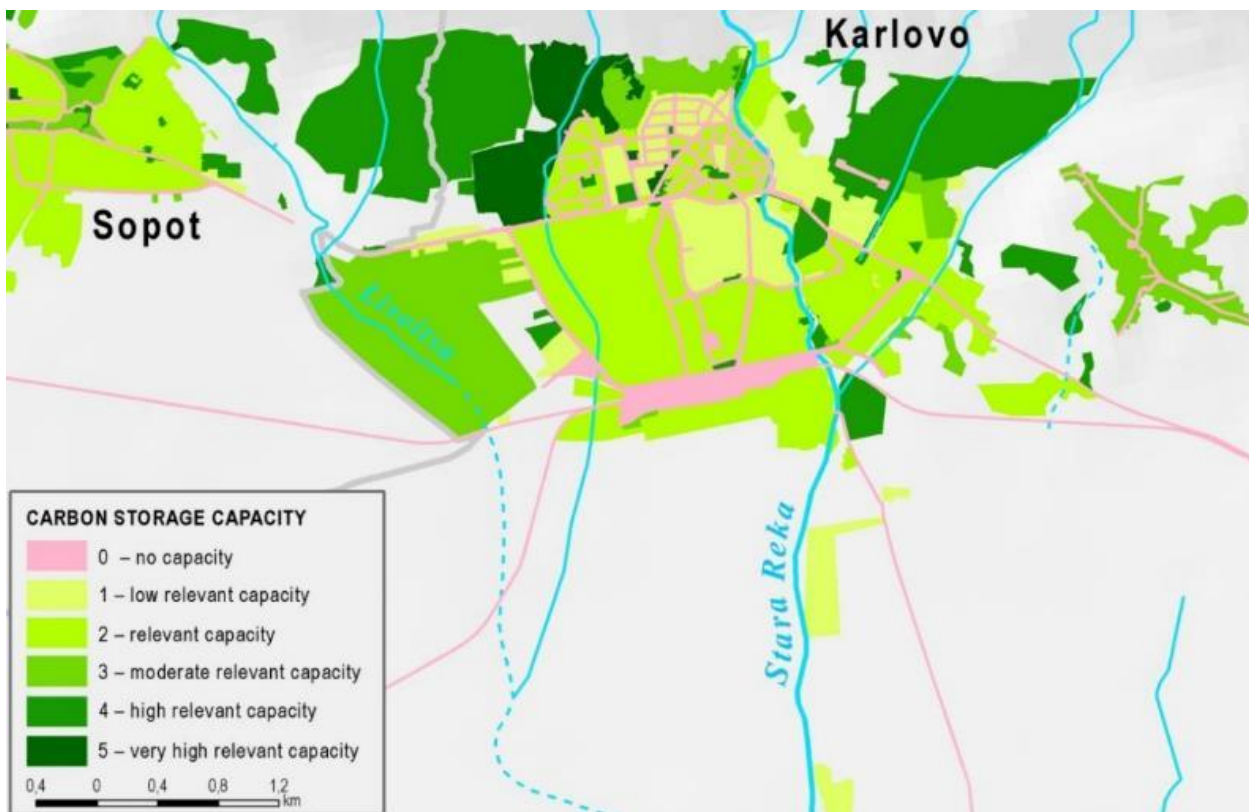 Karlovo
Sopot
Stara Reka
CARBON STORAGE CAPACITY
0 – no capacity
1 – low relevant capacity
2 – relevant capacity
3 – moderate relevant capacity
4 – high relevant capacity
5 – very high relevant capacity
0,4 0 0,4 0,8 1,2
km